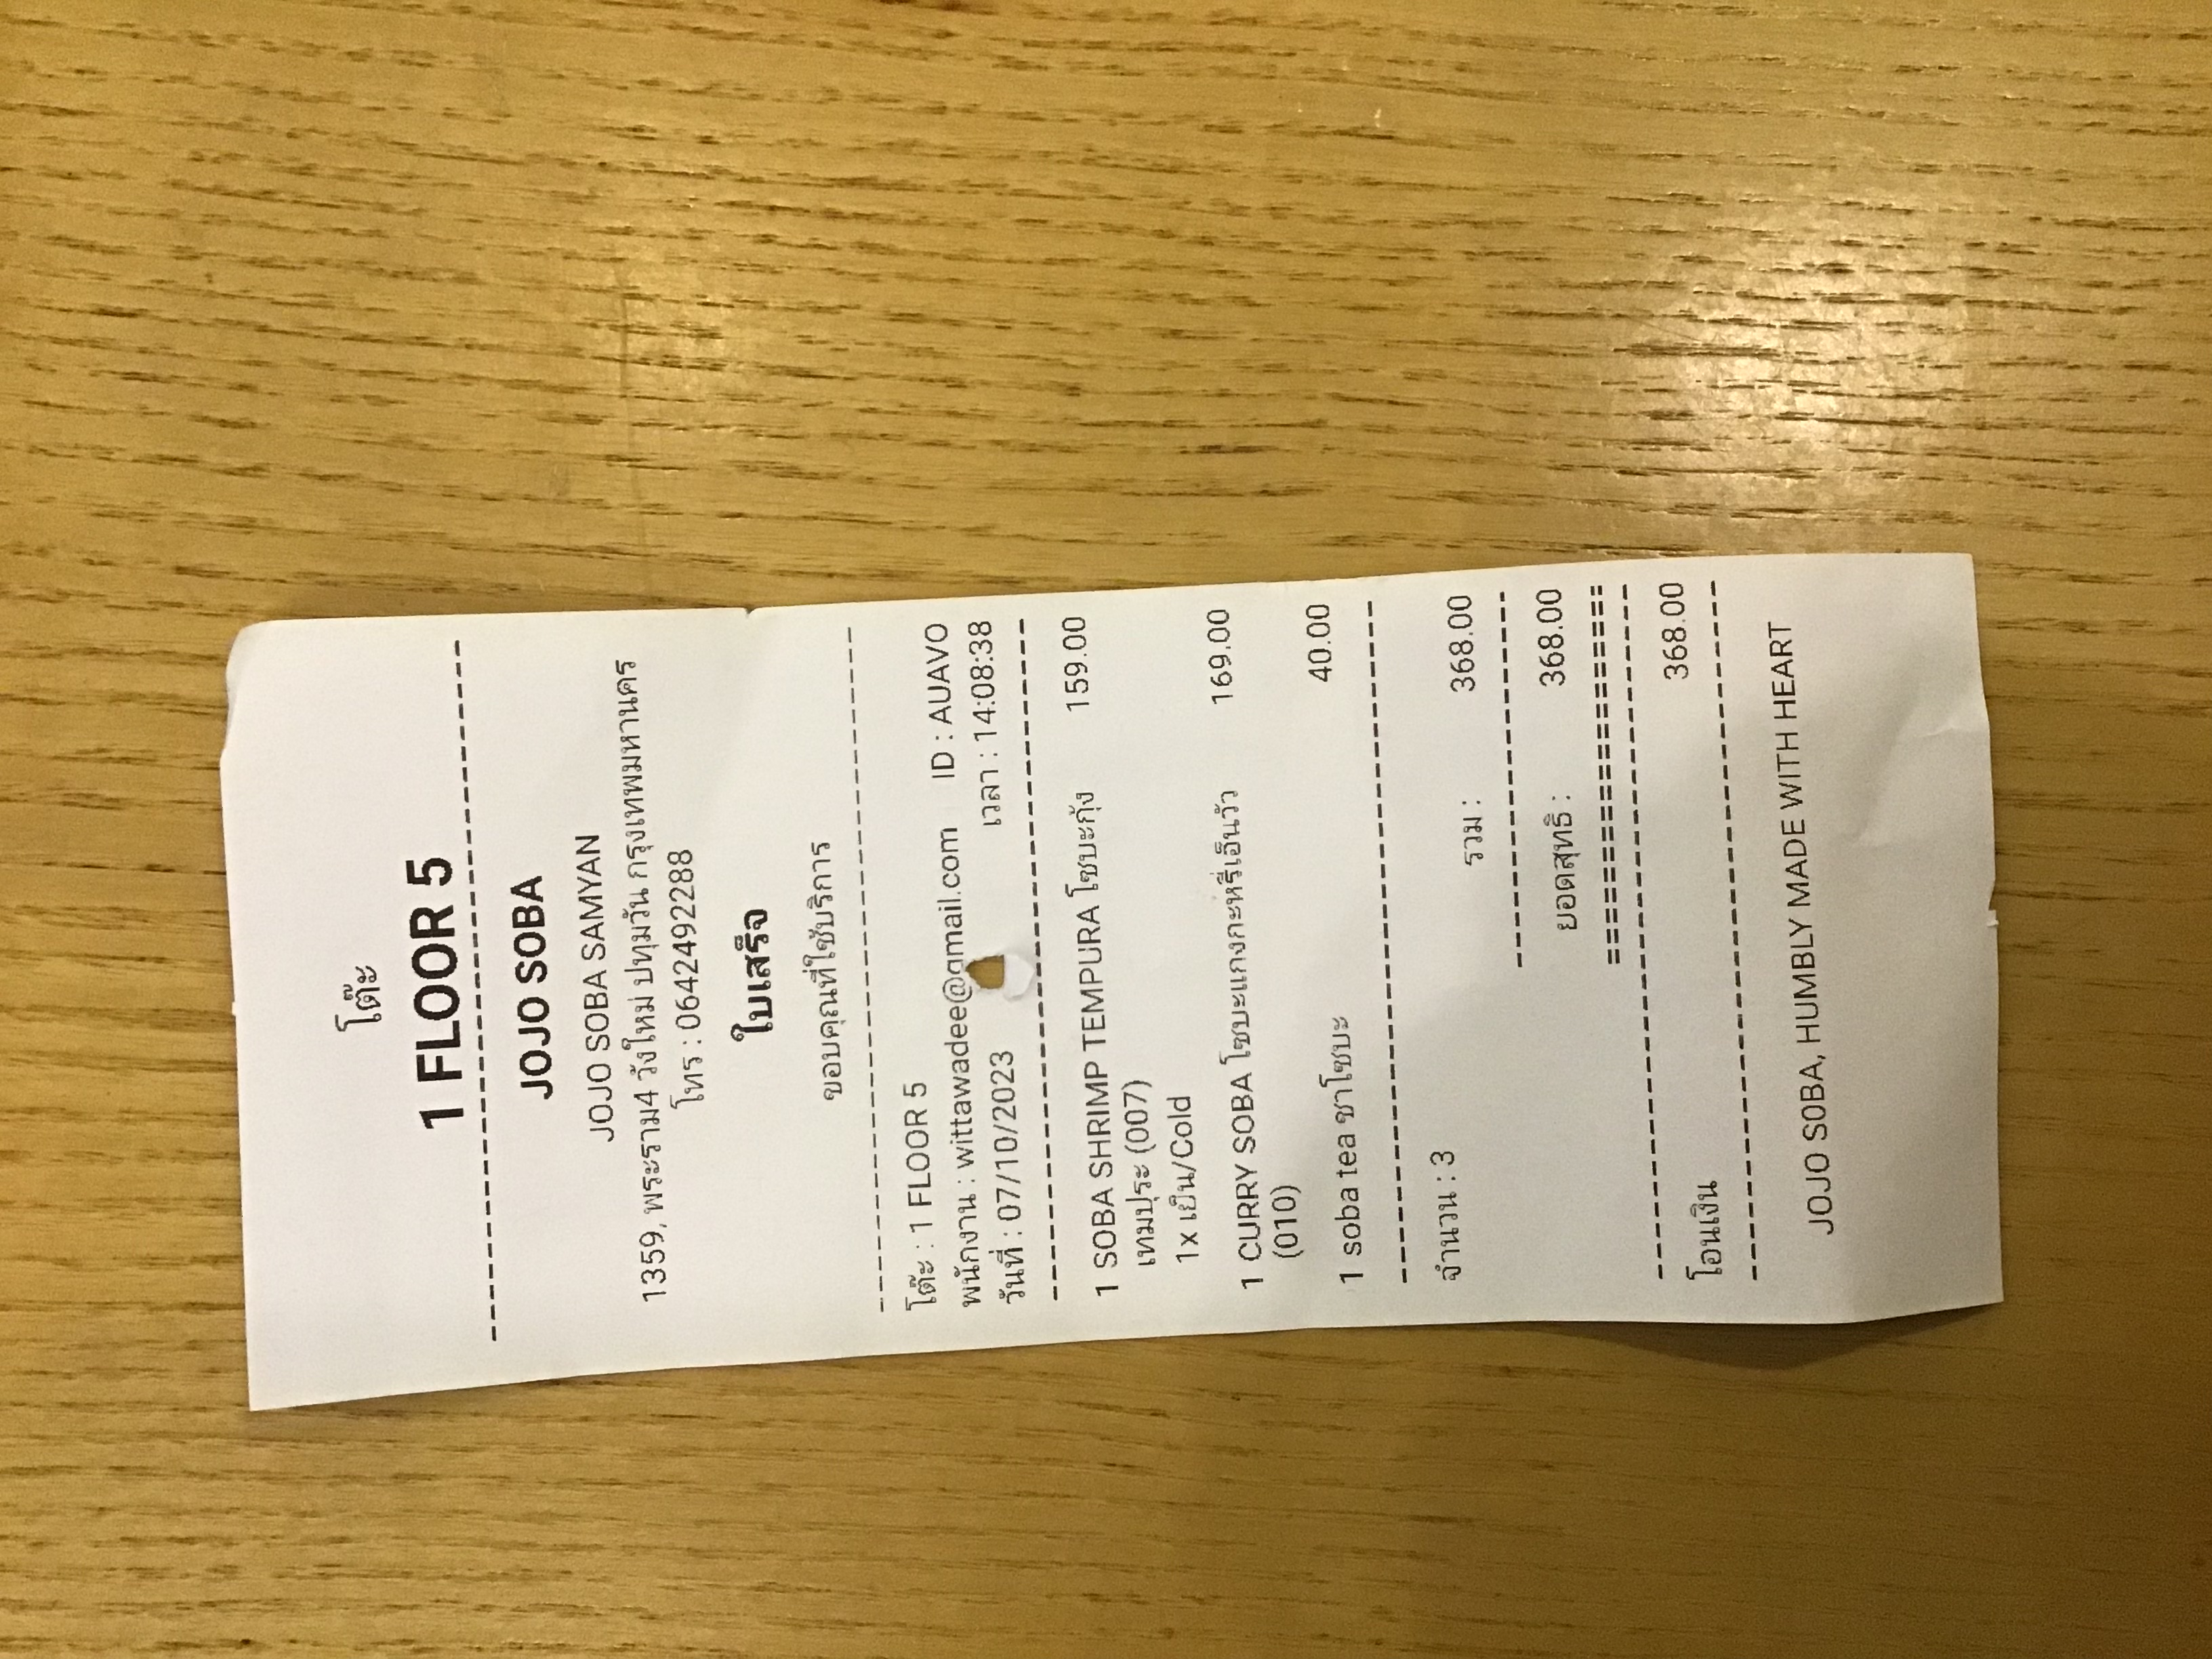 โต๊ะ
1 FLOOR 5
JOJO SOBA
JOJO SOBA SAMYAN
1359, พระราม4 วังใหม่ ปทุมวัน กรุงเทพมหานคร
โทร : 0642492288
ใบเสร็จ
ขอบคุณที่ใช้บริการ
โต๊ะ : 1 FLOOR 5
พนักงาน : wittawadee@gmail.com ID : AUAVO
วันที่ : 07/10/2023 เวลา : 14:08:38
1 SOBA SHRIMP TEMPURA โซบะกุ้ง 159.00
เทมปุระ (007)
1x เย็น/Cold
1 CURRY SOBA โซบะแกงกะหรี่เอ็นวัว 169.00
(010)
1 soba tea ชาโซบะ 40.00
จำนวน : 3
รวม : 368.00
ยอดสุทธิ : 368.00
โอนเงิน 368.00
JOJO SOBA, HUMBLY MADE WITH HEART